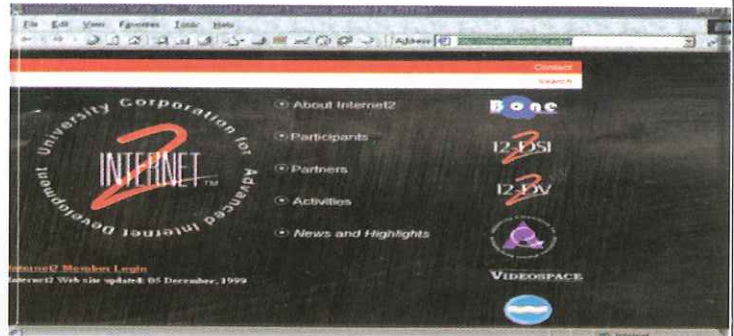 File Edit View Favorites Tools Help
Address
Contact
Search
University Corporation for Advanced Internet Development
INTERNET 2 TM
About Internet2
Participants
Partners
Activities
News and Highlights
Bone
I2-DSI
I2-DV
VIDEOSPACE
Internet2 Member Login
Internet2 Web site updated: 05 December, 1999
Internet